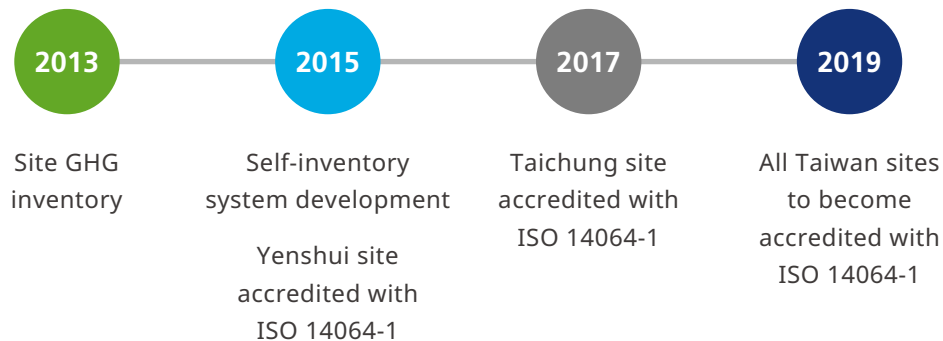 2013
2015
2017
2019
Site GHG
inventory
Self-inventory
system development
Yenshui site
accredited with
ISO 14064-1
Taichung site
accredited with
ISO 14064-1
All Taiwan sites
to become
accredited with
ISO 14064-1